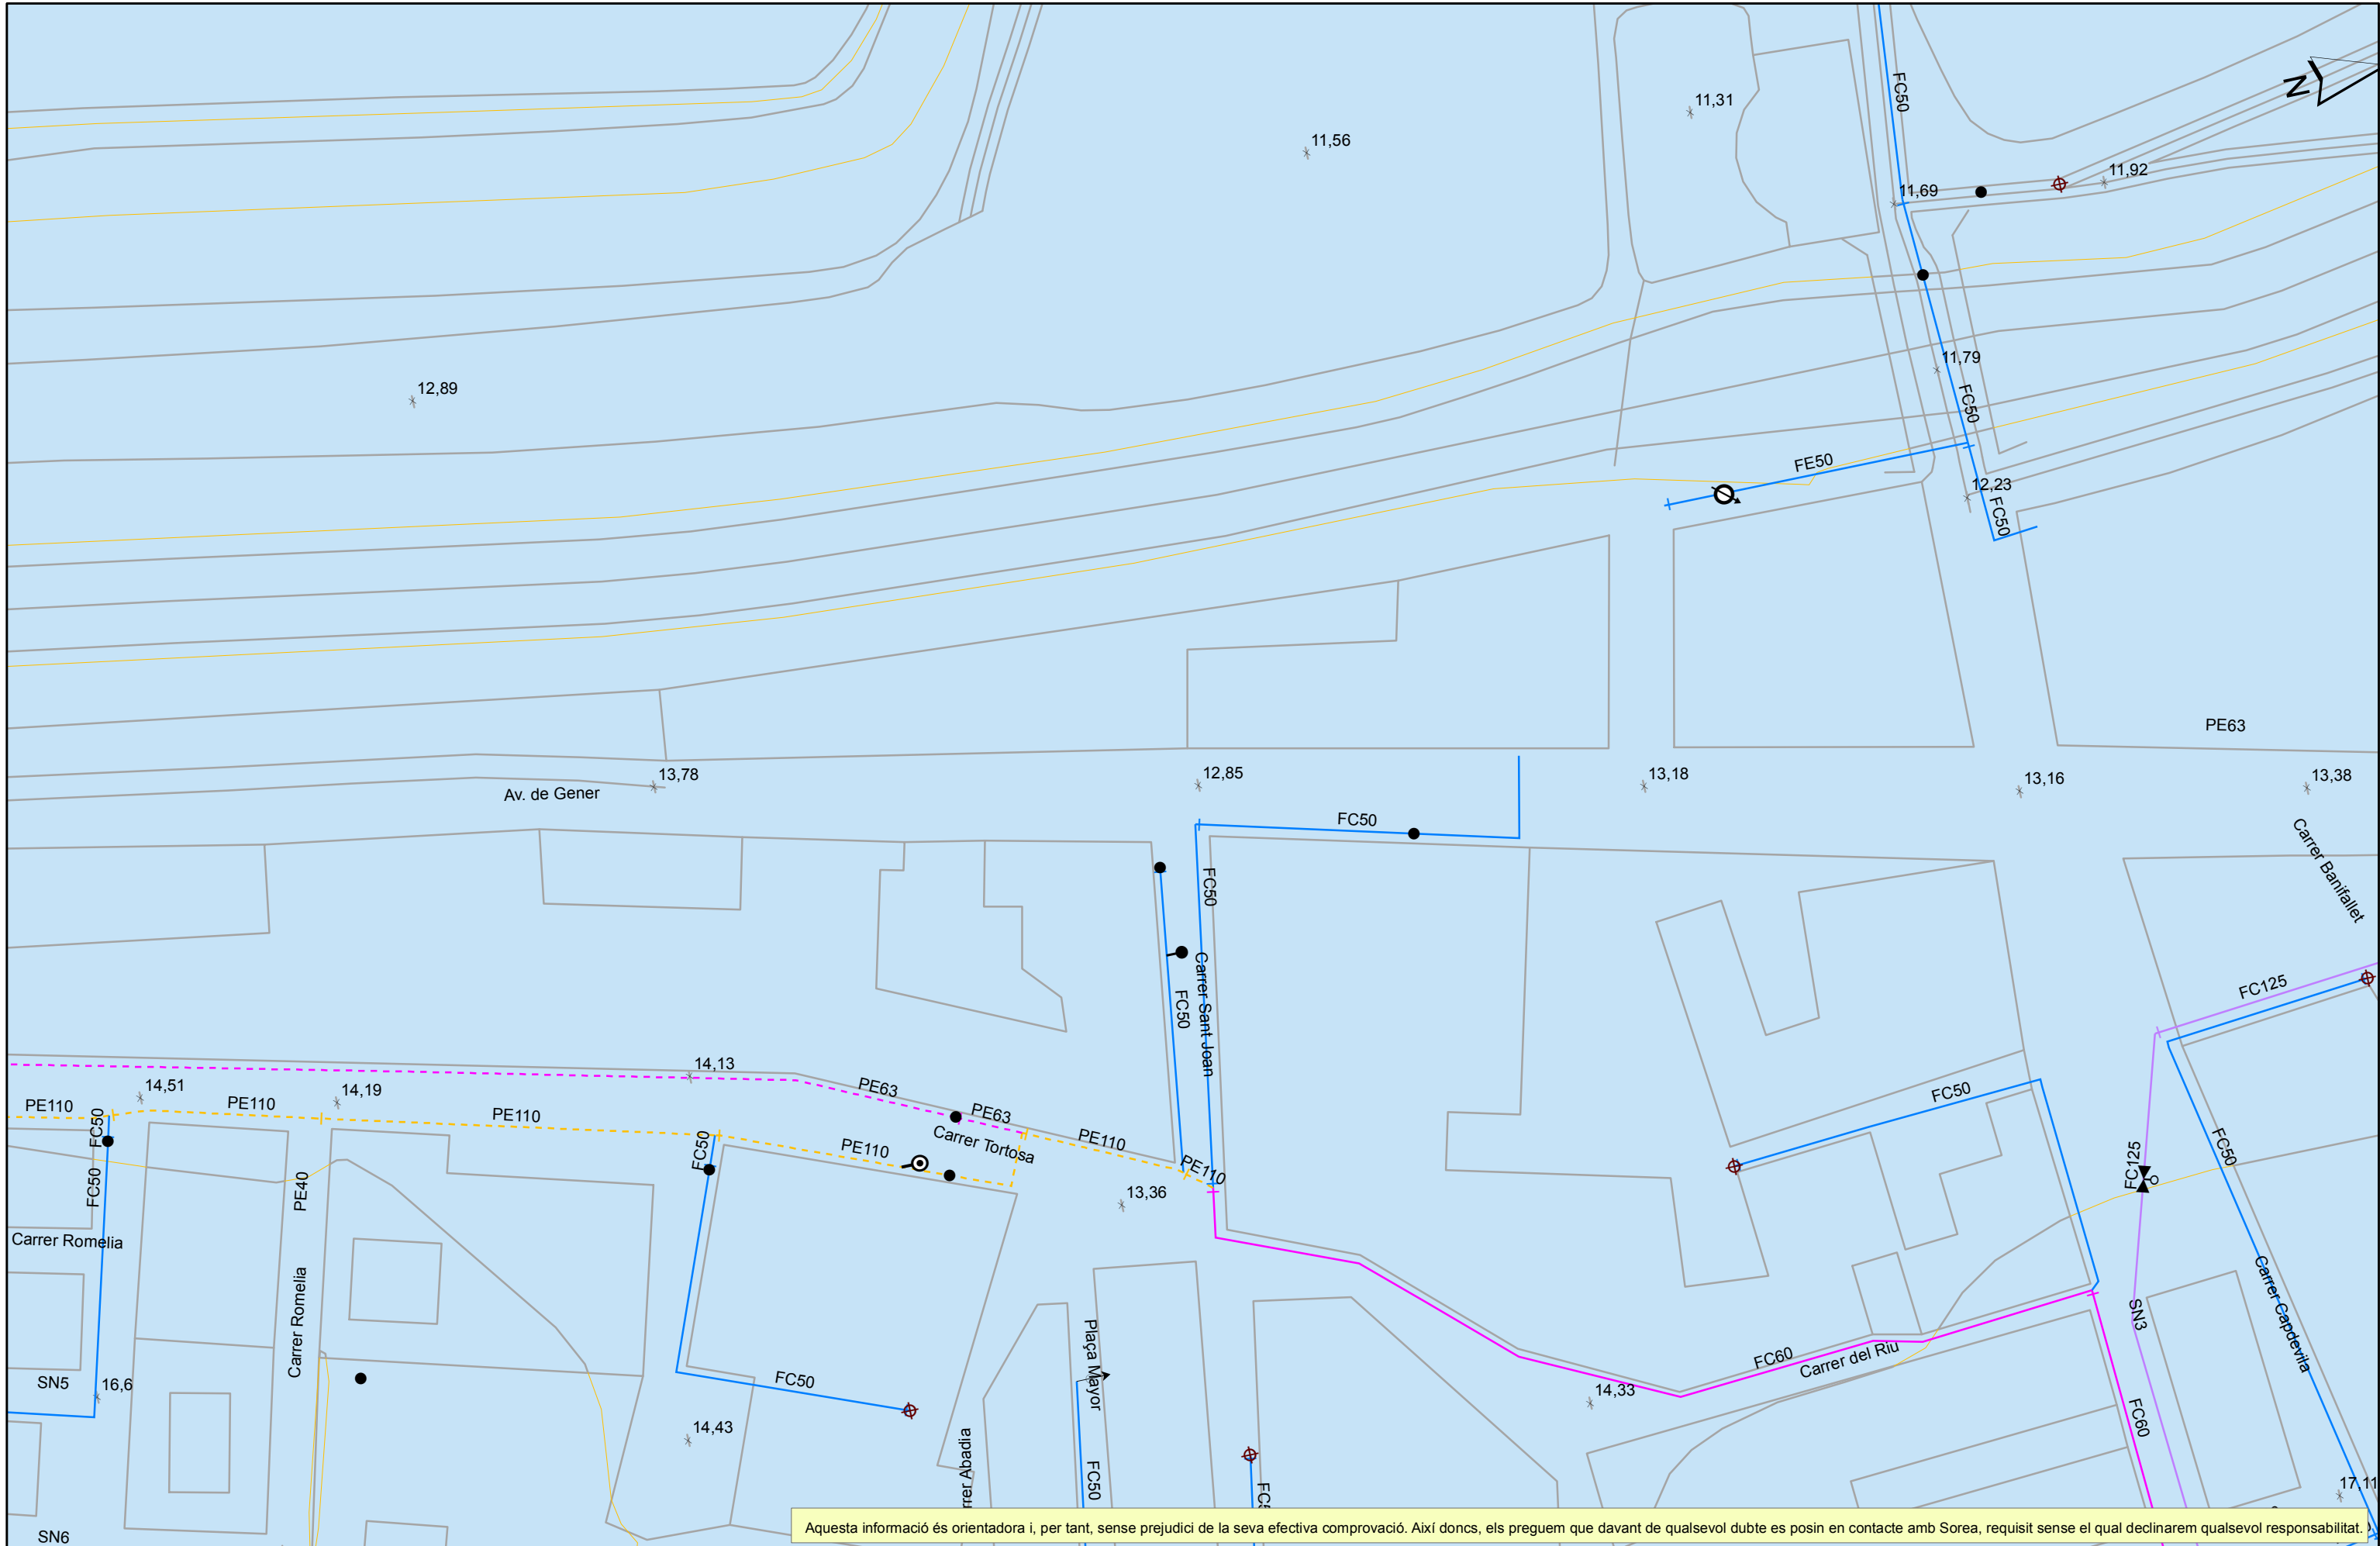 FC50
N
11,31
11,56
11,92
11,69
11,79
12,89
FC50
FE50
12,23
FC50
PE63
13,78
12,85
13,18
13,16
13,38
Av. de Gener
FC50
Carrer Banifallet
FC50
Carrer Sant Joan
FC50
FC125
14,13
14,51
14,19
PE63
PE63
FC50
PE110
PE110
PE110
FC50
PE110
Carrer Tortosa
PE110
PE110
FC50
FC50
FC125
FC50
PE40
13,36
Carrer Romelia
Carrer Romelia
Carrer Capdevila
SN3
Plaça Mayor
FC60
Carrer del Riu
SN5
16,6
FC50
14,33
FC60
14,43
rrer Abadia
FC50
17,11
SN6
Aquesta informació és orientadora i, per tant, sense prejudici de la seva efectiva comprovació. Així doncs, els preguem que davant de qualsevol dubte es posin en contacte amb Sorea, requisit sense el qual declinarem qualsevol responsabilitat.